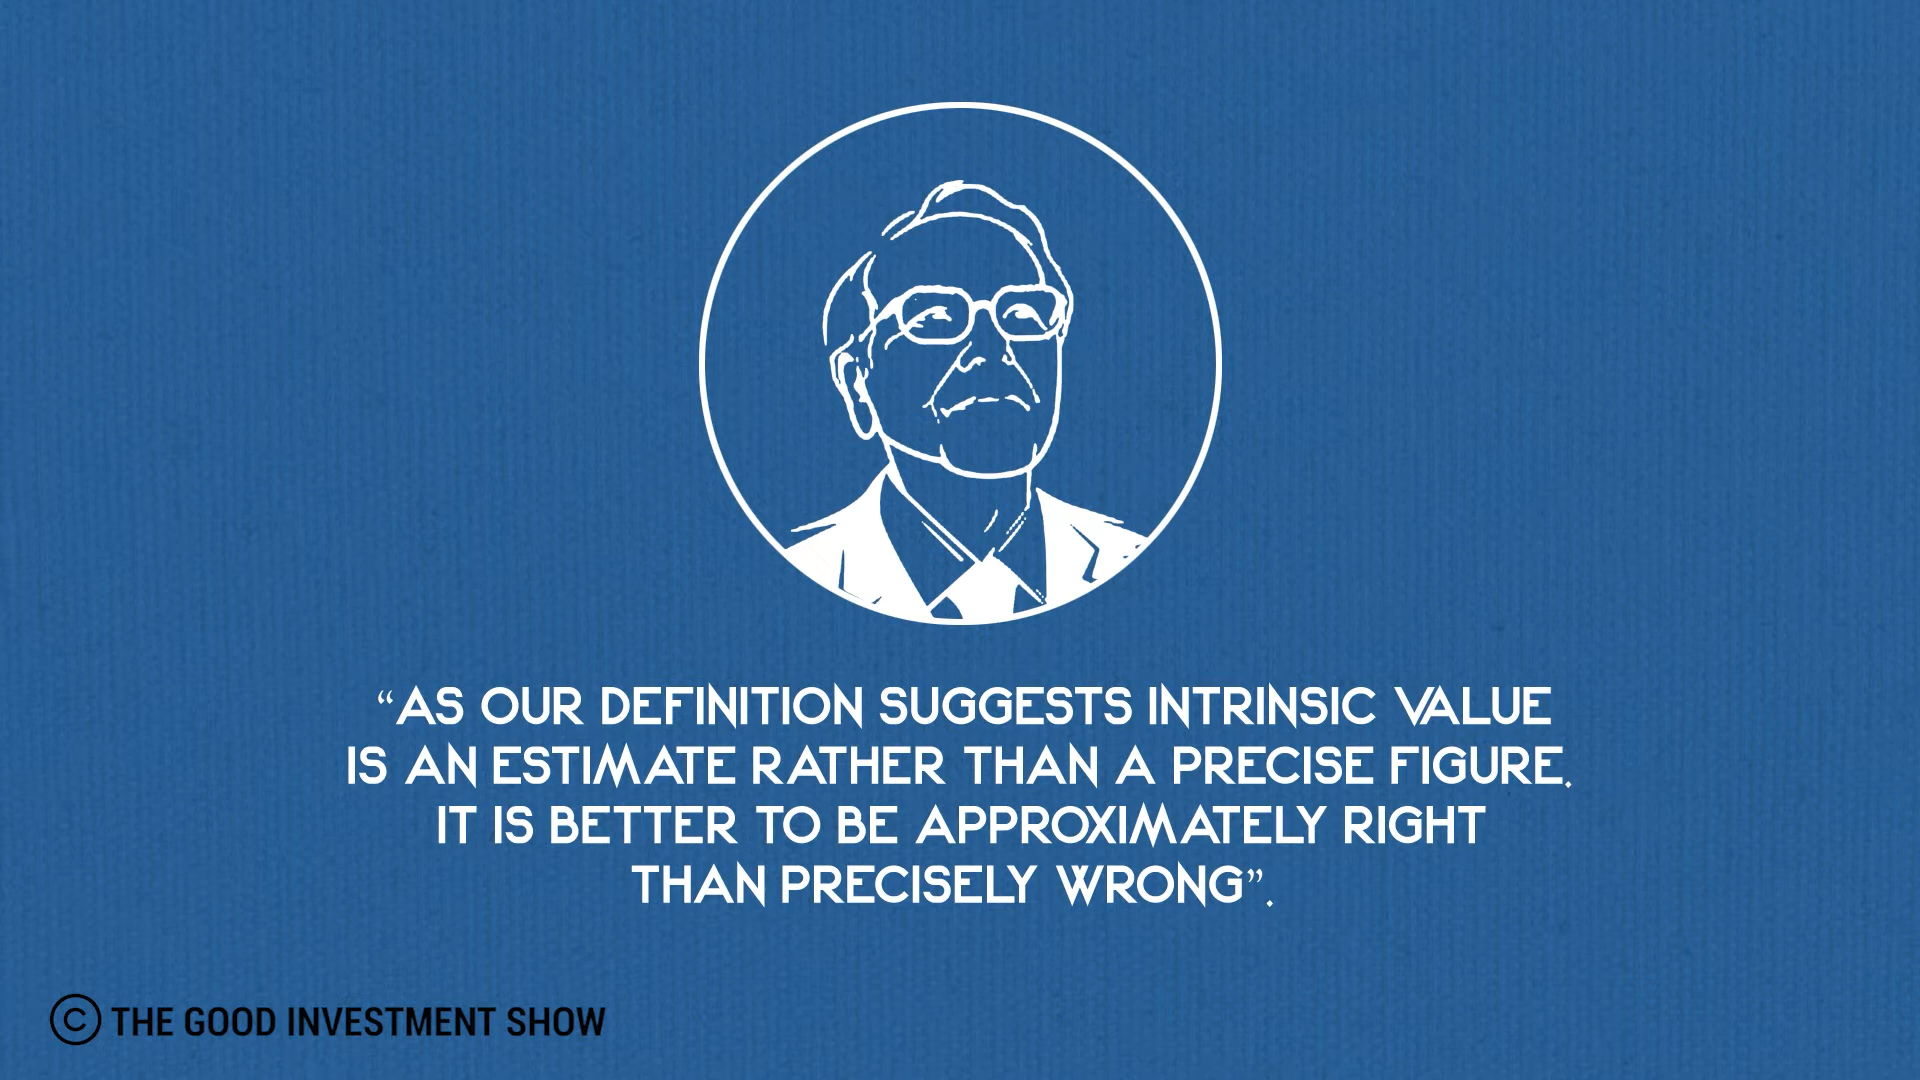 “AS OUR DEFINITION SUGGESTS INTRINSIC VALUE
IS AN ESTIMATE RATHER THAN A PRECISE FIGURE.
IT IS BETTER TO BE APPROXIMATELY RIGHT
THAN PRECISELY WRONG”.
© THE GOOD INVESTMENT SHOW